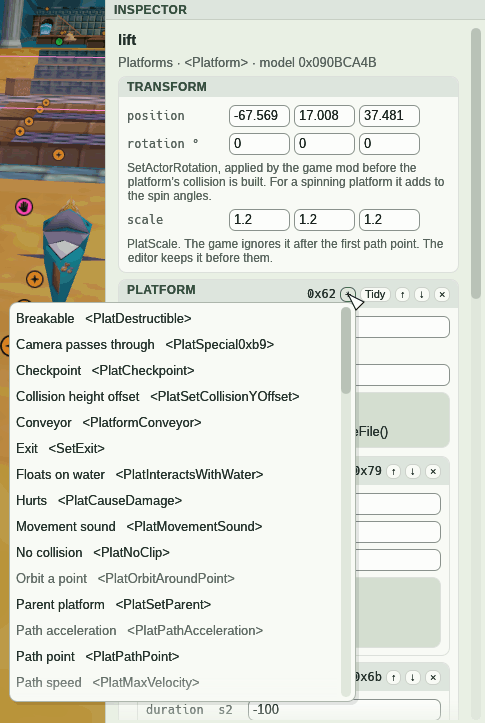 INSPECTOR
lift
Platforms · <Platform> · model 0x090BCA4B
TRANSFORM
position -67.569 17.008 37.481
rotation ° 0 0 0
SetActorRotation, applied by the game mod before the
platform's collision is built. For a spinning platform it adds to
the spin angles.
scale 1.2 1.2 1.2
PlatScale. The game ignores it after the first path point. The
editor keeps it before them.
PLATFORM 0x62 + Tidy ↑ ↓ ×
Breakable <PlatDestructible>
Camera passes through <PlatSpecial0xb9>
Checkpoint <PlatCheckpoint>
Collision height offset <PlatSetCollisionYOffset>
Conveyor <PlatformConveyor>
eFile()
Exit <SetExit>
Floats on water <PlatInteractsWithWater>
0x79 ↑ ↓ ×
Hurts <PlatCauseDamage>
Movement sound <PlatMovementSound>
No collision <PlatNoClip>
Orbit a point <PlatOrbitAroundPoint>
Parent platform <PlatSetParent>
Path acceleration <PlatPathAcceleration>
Path point <PlatPathPoint>
Path speed <PlatMaxVelocity>
0x6b ↑ ↓ ×
duration s2 -100